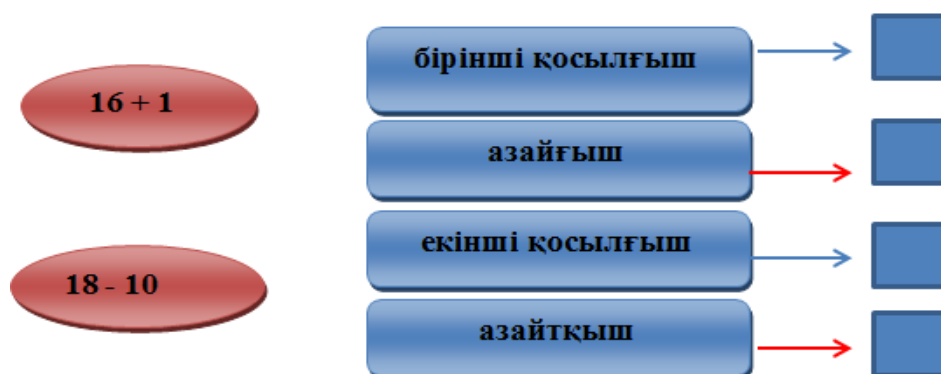 бірінші қосылғыш
16 + 1
азайғыш
екінші қосылғыш
18 - 10
азайтқыш